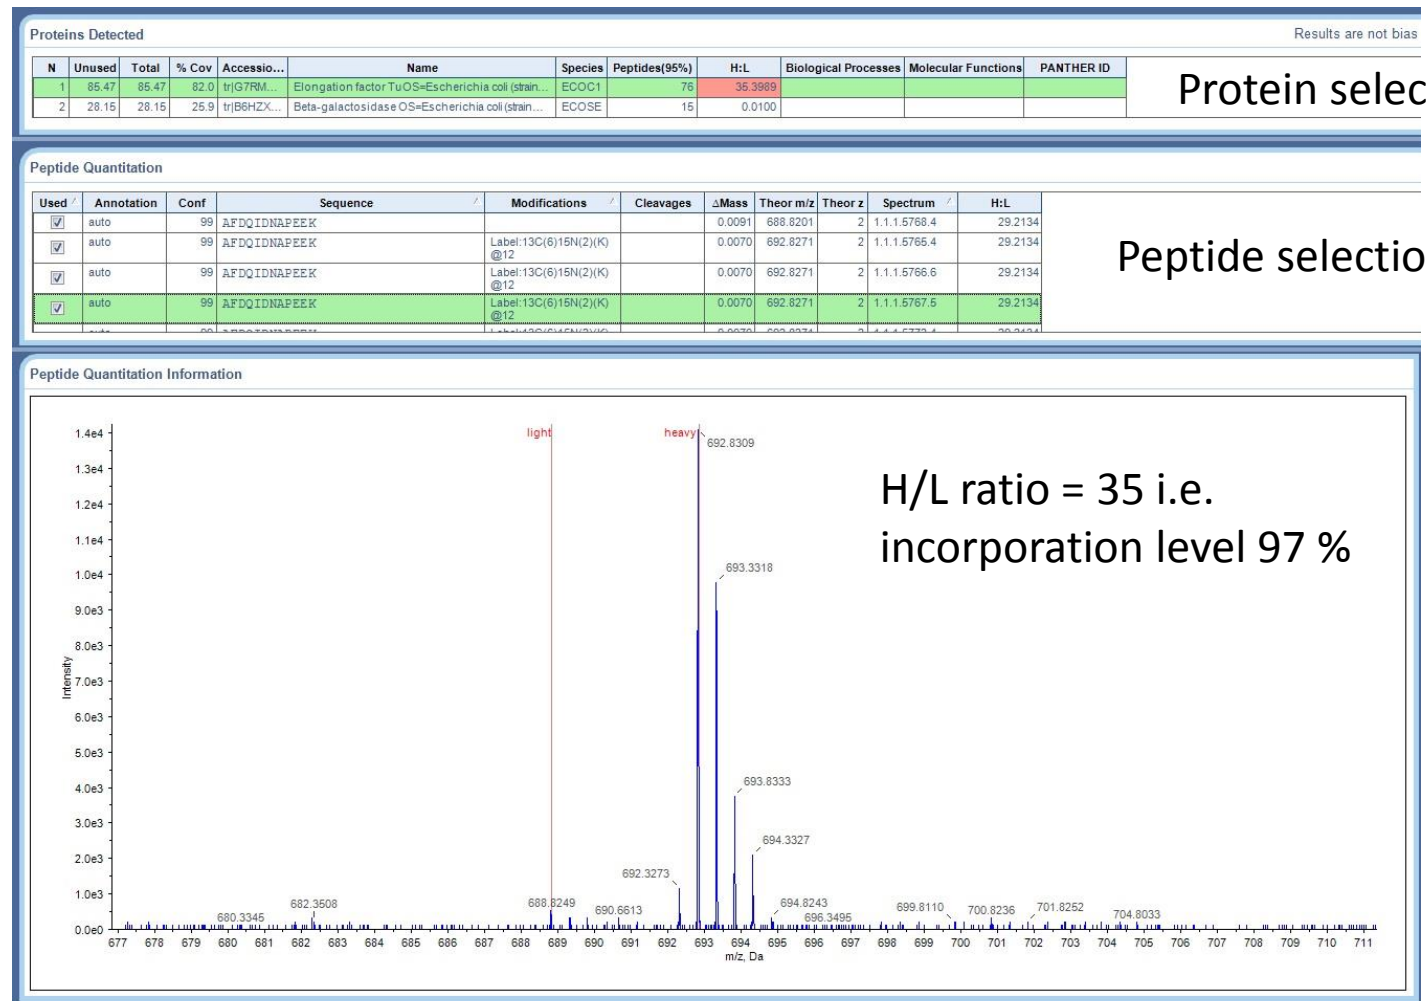 Proteins Detected
Results are not bias
N Unused Total % Cov Accessio... Name Species Peptides(95%) H:L Biological Processes Molecular Functions PANTHER ID
1 85.47 85.47 82.0 tr|G7RM... Elongation factor TuOS=Escherichia coli (strain... ECOC1 76 35.3989
2 28.15 28.15 25.9 tr|B6HZX... Beta-galactosidase OS=Escherichia coli (strain... ECOSE 15 0.0100
Protein selec
Peptide Quantitation
Used Annotation Conf Sequence Modifications Cleavages ΔMass Theor m/z Theor z Spectrum H:L
auto 99 AFDQIDNAPEEK 0.0091 688.8201 2 1.1.1.5768.4 29.2134
auto 99 AFDQIDNAPEEK Label:13C(6)15N(2)(K) 0.0070 692.8271 2 1.1.1.5765.4 29.2134
@12
auto 99 AFDQIDNAPEEK Label:13C(6)15N(2)(K) 0.0070 692.8271 2 1.1.1.5766.6 29.2134
@12
auto 99 AFDQIDNAPEEK Label:13C(6)15N(2)(K) 0.0070 692.8271 2 1.1.1.5767.5 29.2134
@12
Peptide selectio
Peptide Quantitation Information
light
heavy
692.8309
H/L ratio = 35 i.e.
incorporation level 97 %
693.3318
693.8333
694.3327
692.3273
680.3345
682.3508
688.8249
690.6613
694.8243
696.3495
699.8110
700.8236
701.8252
704.8033
1.4e4
1.3e4
1.2e4
1.1e4
1.0e4
9.0e3
8.0e3
7.0e3
6.0e3
5.0e3
4.0e3
3.0e3
2.0e3
1.0e3
0.0e0
Intensity
677 678 679 680 681 682 683 684 685 686 687 688 689 690 691 692 693 694 695 696 697 698 699 700 701 702 703 704 705 706 707 708 709 710 711
m/z, Da